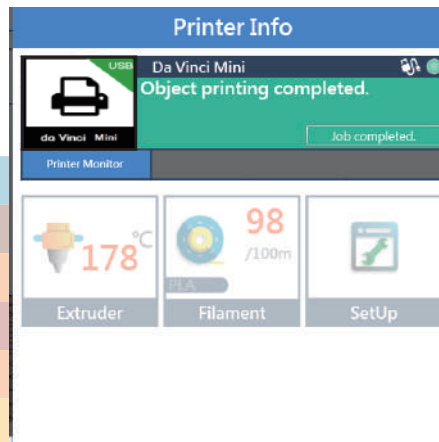 Printer Info
USB
Da Vinci Mini
Object printing completed.
da Vinci Mini
Job completed.
Printer Monitor
178°C
98
/100m
PLA
Extruder
Filament
SetUp